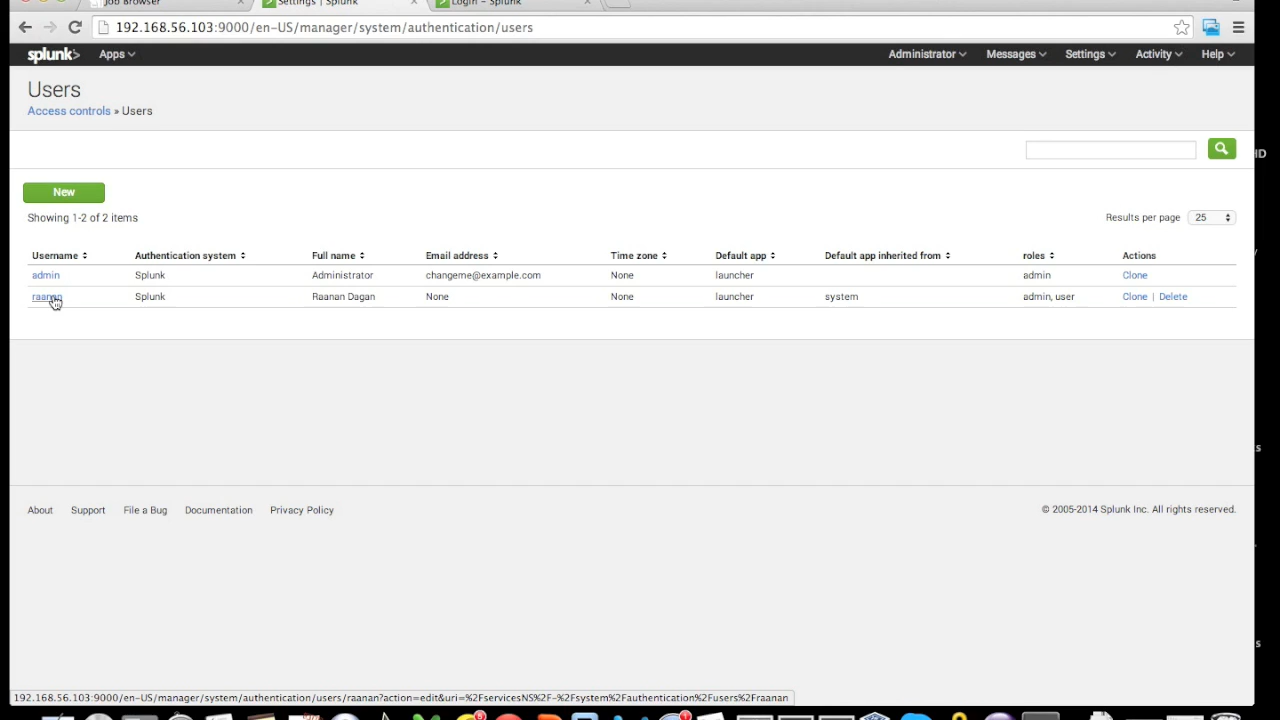 Job Browser
Settings | Splunk
Login – Splunk
192.168.56.103:9000/en-US/manager/system/authentication/users
splunk> Apps Administrator Messages Settings Activity Help
Users
Access controls » Users
New
Showing 1-2 of 2 items
Results per page 25
Username Authentication system Full name Email address Time zone Default app Default app inherited from roles Actions
admin Splunk Administrator changeme@example.com None launcher admin Clone
raanan Splunk Raanan Dagan None None launcher system admin, user Clone | Delete
About Support File a Bug Documentation Privacy Policy
© 2005-2014 Splunk Inc. All rights reserved.
192.168.56.103:9000/en-US/manager/system/authentication/users/raanan?action=edit&uri=%2FservicesNS%2F-%2Fsystem%2Fauthentication%2Fusers%2Fraanan